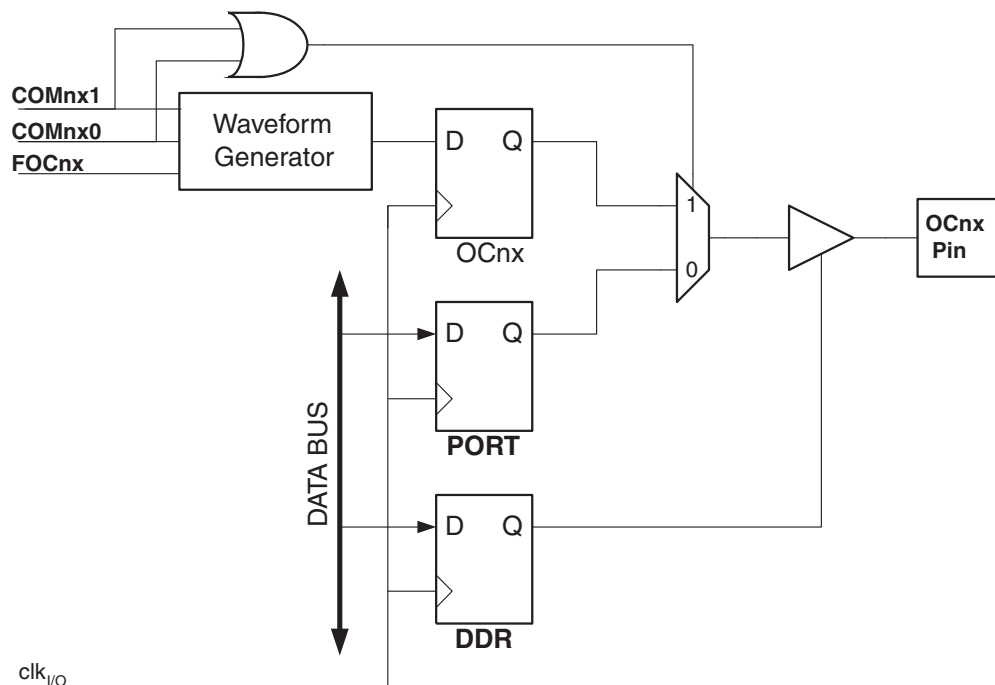 COMnx1
COMnx0
FOCnx
Waveform
Generator
D Q
OCnx
1
0
OCnx
Pin
D Q
PORT
DATA BUS
D Q
DDR
clkI/O